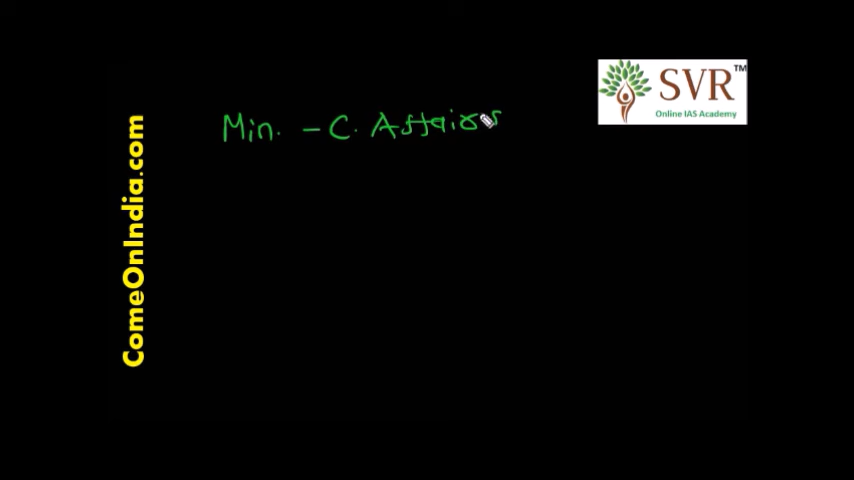 Min. - C. Affairs
SVR TM
Online IAS Academy
ComeOnIndia.com